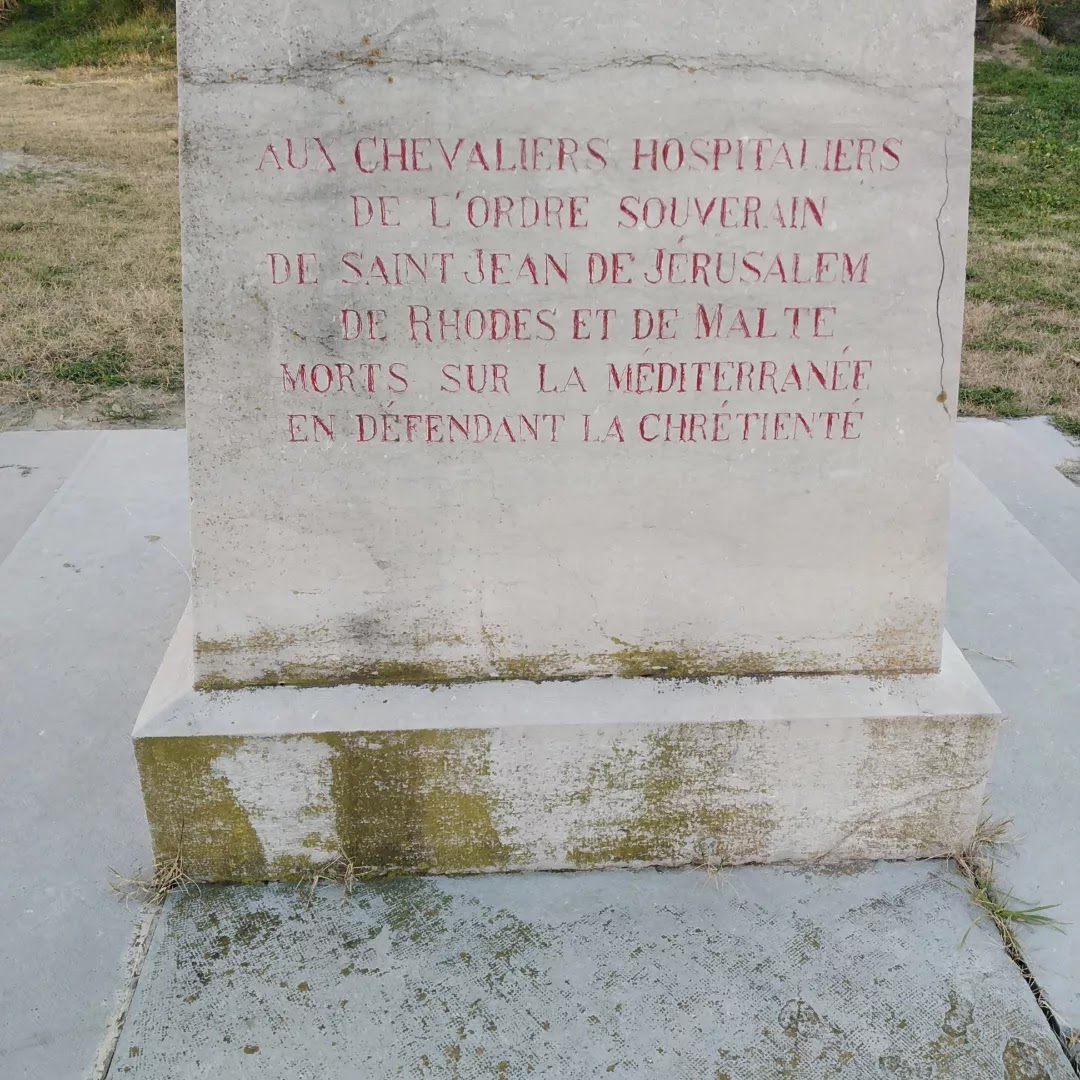 AUX CHEVALIERS HOSPITALIERS
DE L'ORDRE SOUVERAIN
DE SAINT JEAN DE JÉRUSALEM
DE RHODES ET DE MALTE
MORTS SUR LA MÉDITERRANÉE
EN DÉFENDANT LA CHRÉTIENTÉ